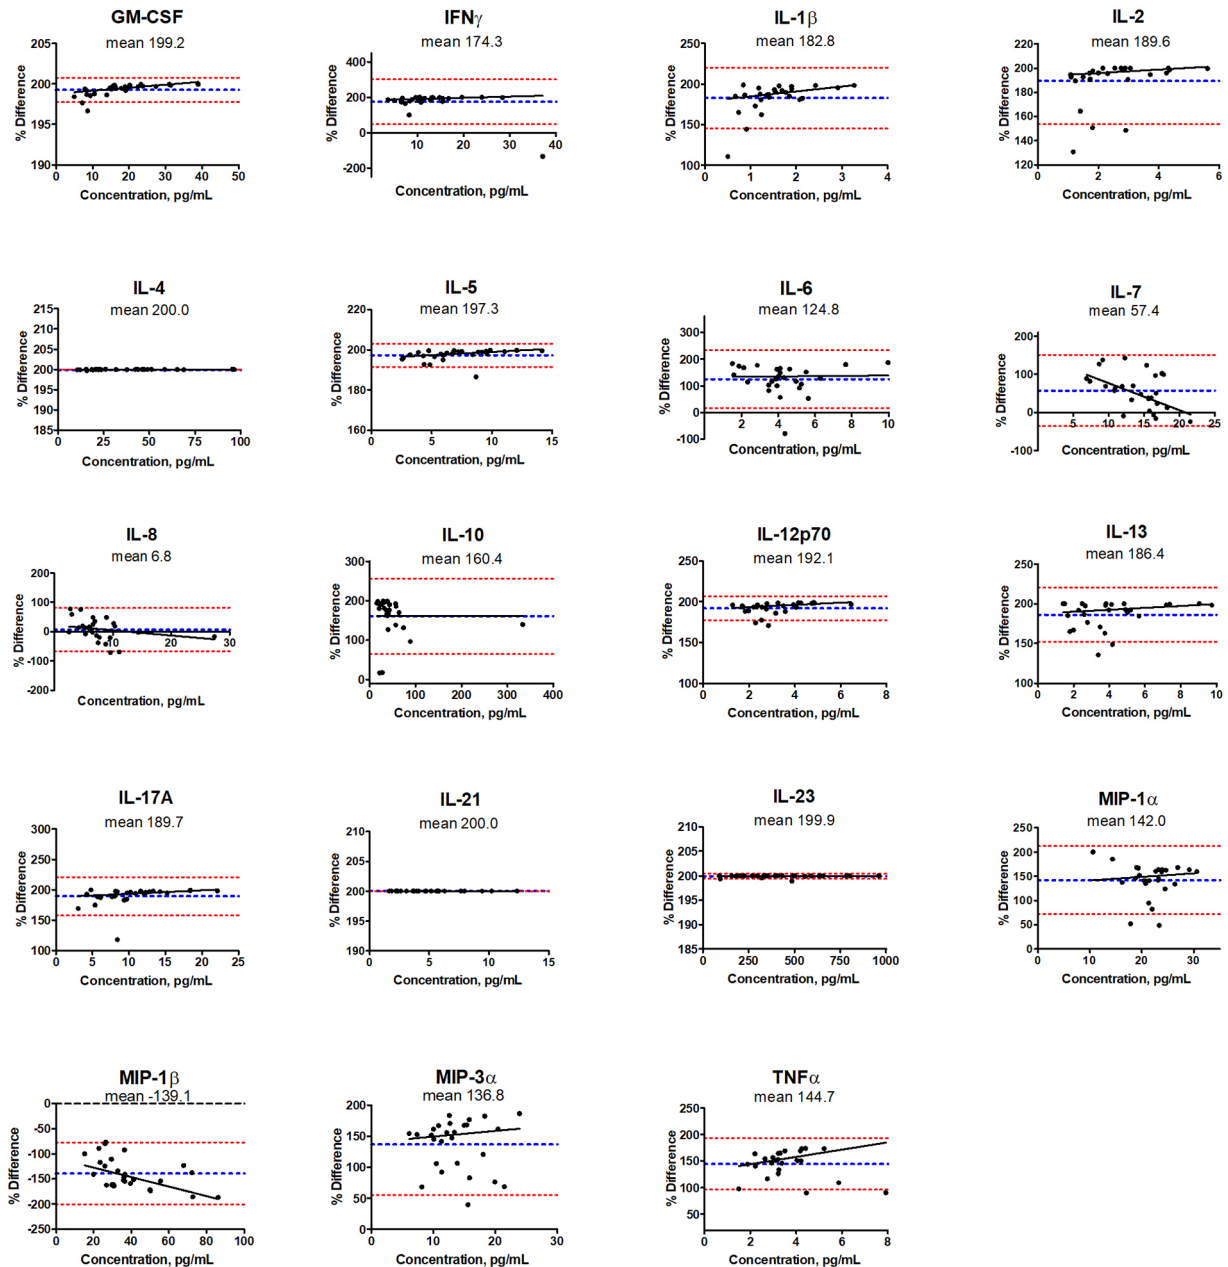 GM-CSF
mean 199.2
205
200
195
190
% Difference
0 10 20 30 40 50
Concentration, pg/mL
IFNγ
mean 174.3
400
200
0
-200
% Difference
10 20 30 40
Concentration, pg/mL
IL-1β
mean 182.8
250
200
150
100
% Difference
0 1 2 3 4
Concentration, pg/mL
IL-2
mean 189.6
220
200
180
160
140
120
% Difference
0 2 4 6
Concentration, pg/mL
IL-4
mean 200.0
215
210
205
200
195
190
185
% Difference
0 25 50 75 100
Concentration, pg/mL
IL-5
mean 197.3
220
200
180
160
% Difference
0 5 10 15
Concentration, pg/mL
IL-6
mean 124.8
300
200
100
0
-100
% Difference
2 4 6 8 10
Concentration, pg/mL
IL-7
mean 57.4
200
100
0
-100
% Difference
5 10 15 20 25
Concentration, pg/mL
IL-8
mean 6.8
200
100
0
-100
-200
% Difference
10 20 30
Concentration, pg/mL
IL-10
mean 160.4
300
200
100
0
% Difference
0 100 200 300 400
Concentration, pg/mL
IL-12p70
mean 192.1
250
200
150
100
% Difference
0 2 4 6 8
Concentration, pg/mL
IL-13
mean 186.4
250
200
150
100
% Difference
0 2 4 6 8 10
Concentration, pg/mL
IL-17A
mean 189.7
300
250
200
150
100
% Difference
0 5 10 15 20 25
Concentration, pg/mL
IL-21
mean 200.0
210
200
190
% Difference
0 5 10 15
Concentration, pg/mL
IL-23
mean 199.9
210
205
200
195
190
185
% Difference
0 250 500 750 1000
Concentration, pg/mL
MIP-1α
mean 142.0
250
200
150
100
50
0
% Difference
0 10 20 30
Concentration, pg/mL
MIP-1β
mean -139.1
0
-50
-100
-150
-200
-250
% Difference
0 20 40 60 80 100
Concentration, pg/mL
MIP-3α
mean 136.8
200
150
100
50
0
% Difference
0 10 20 30
Concentration, pg/mL
TNFα
mean 144.7
250
200
150
100
50
% Difference
0 2 4 6 8
Concentration, pg/mL